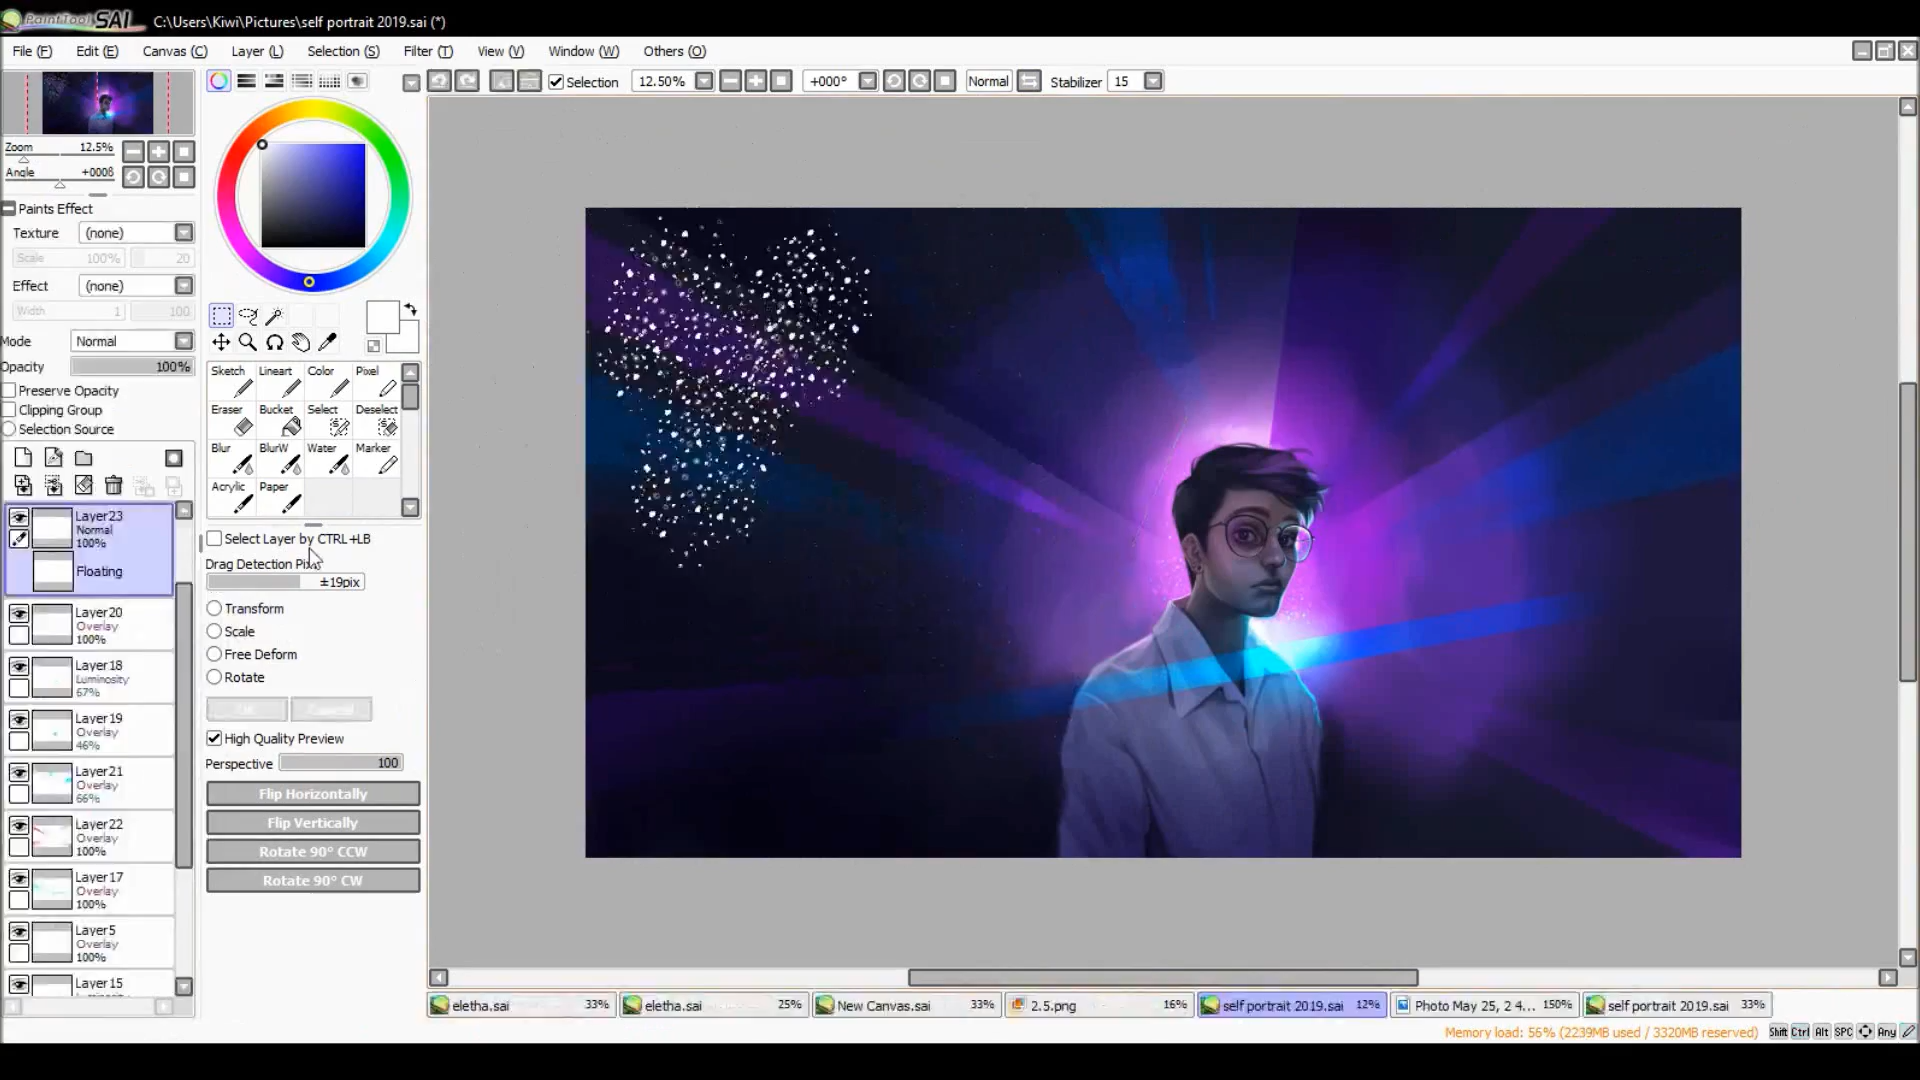 PaintTool SAI C:\Users\Kiwi\Pictures\self portrait 2019.sai (*)
File (F) Edit (E) Canvas (C) Layer (L) Selection (S) Filter (T) View (V) Window (W) Others (O)
Selection 12.50% +000° Normal Stabilizer 15
Zoom 12.5%
Angle +000ß
Paints Effect
Texture (none)
Scale 100% 20
Effect (none)
Width 1 100
Mode Normal
Opacity 100%
Preserve Opacity
Clipping Group
Selection Source
Layer23
Normal
100%
Floating
Layer20
Overlay
100%
Layer18
Luminosity
67%
Layer19
Overlay
46%
Layer21
Overlay
66%
Layer22
Overlay
100%
Layer17
Overlay
100%
Layer5
Overlay
100%
Layer15
Sketch Lineart Color Pixel
Eraser Bucket Select Deselect
Blur BlurW Water Marker
Acrylic Paper
Select Layer by CTRL+LB
Drag Detection
±19pix
Transform
Scale
Free Deform
Rotate
High Quality Preview
Perspective 100
Flip Horizontally
Flip Vertically
Rotate 90° CCW
Rotate 90° CW
eletha.sai 33% eletha.sai 25% New Canvas.sai 33% 2.5.png 16% self portrait 2019.sai 12% Photo May 25, 2 4... 150% self portrait 2019.sai 33%
Memory load: 56% (2239MB used / 3320MB reserved) Shift Ctrl Alt SPC Any